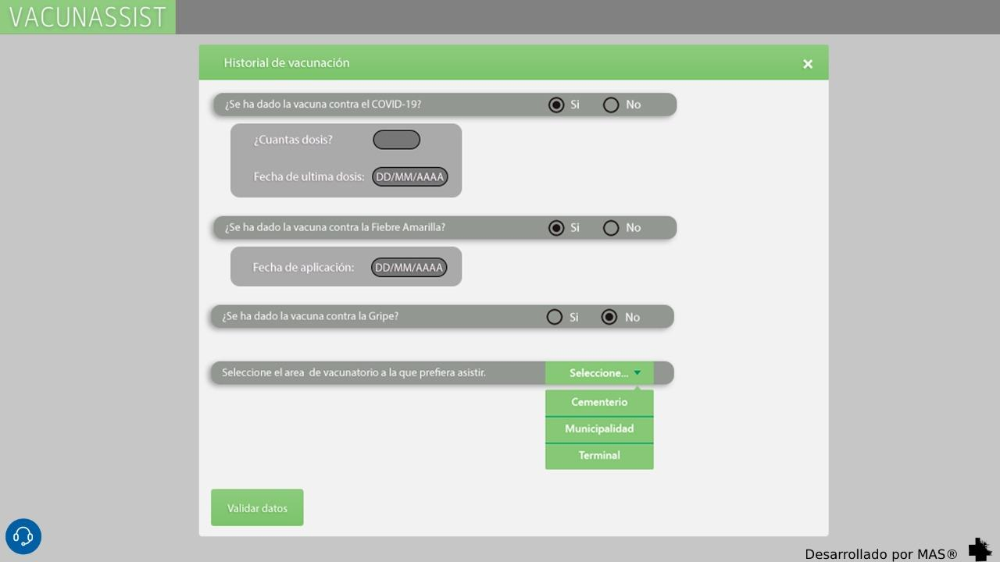 VACUNASSIST
Historial de vacunación
¿Se ha dado la vacuna contra el COVID-19? Si No
¿Cuantas dosis?
Fecha de ultima dosis: DD/MM/AAAA
¿Se ha dado la vacuna contra la Fiebre Amarilla? Si No
Fecha de aplicación: DD/MM/AAAA
¿Se ha dado la vacuna contra la Gripe? Si No
Seleccione el area de vacunatorio a la que prefiera asistir. Seleccione...
Cementerio
Municipalidad
Terminal
Validar datos
Desarrollado por MAS®